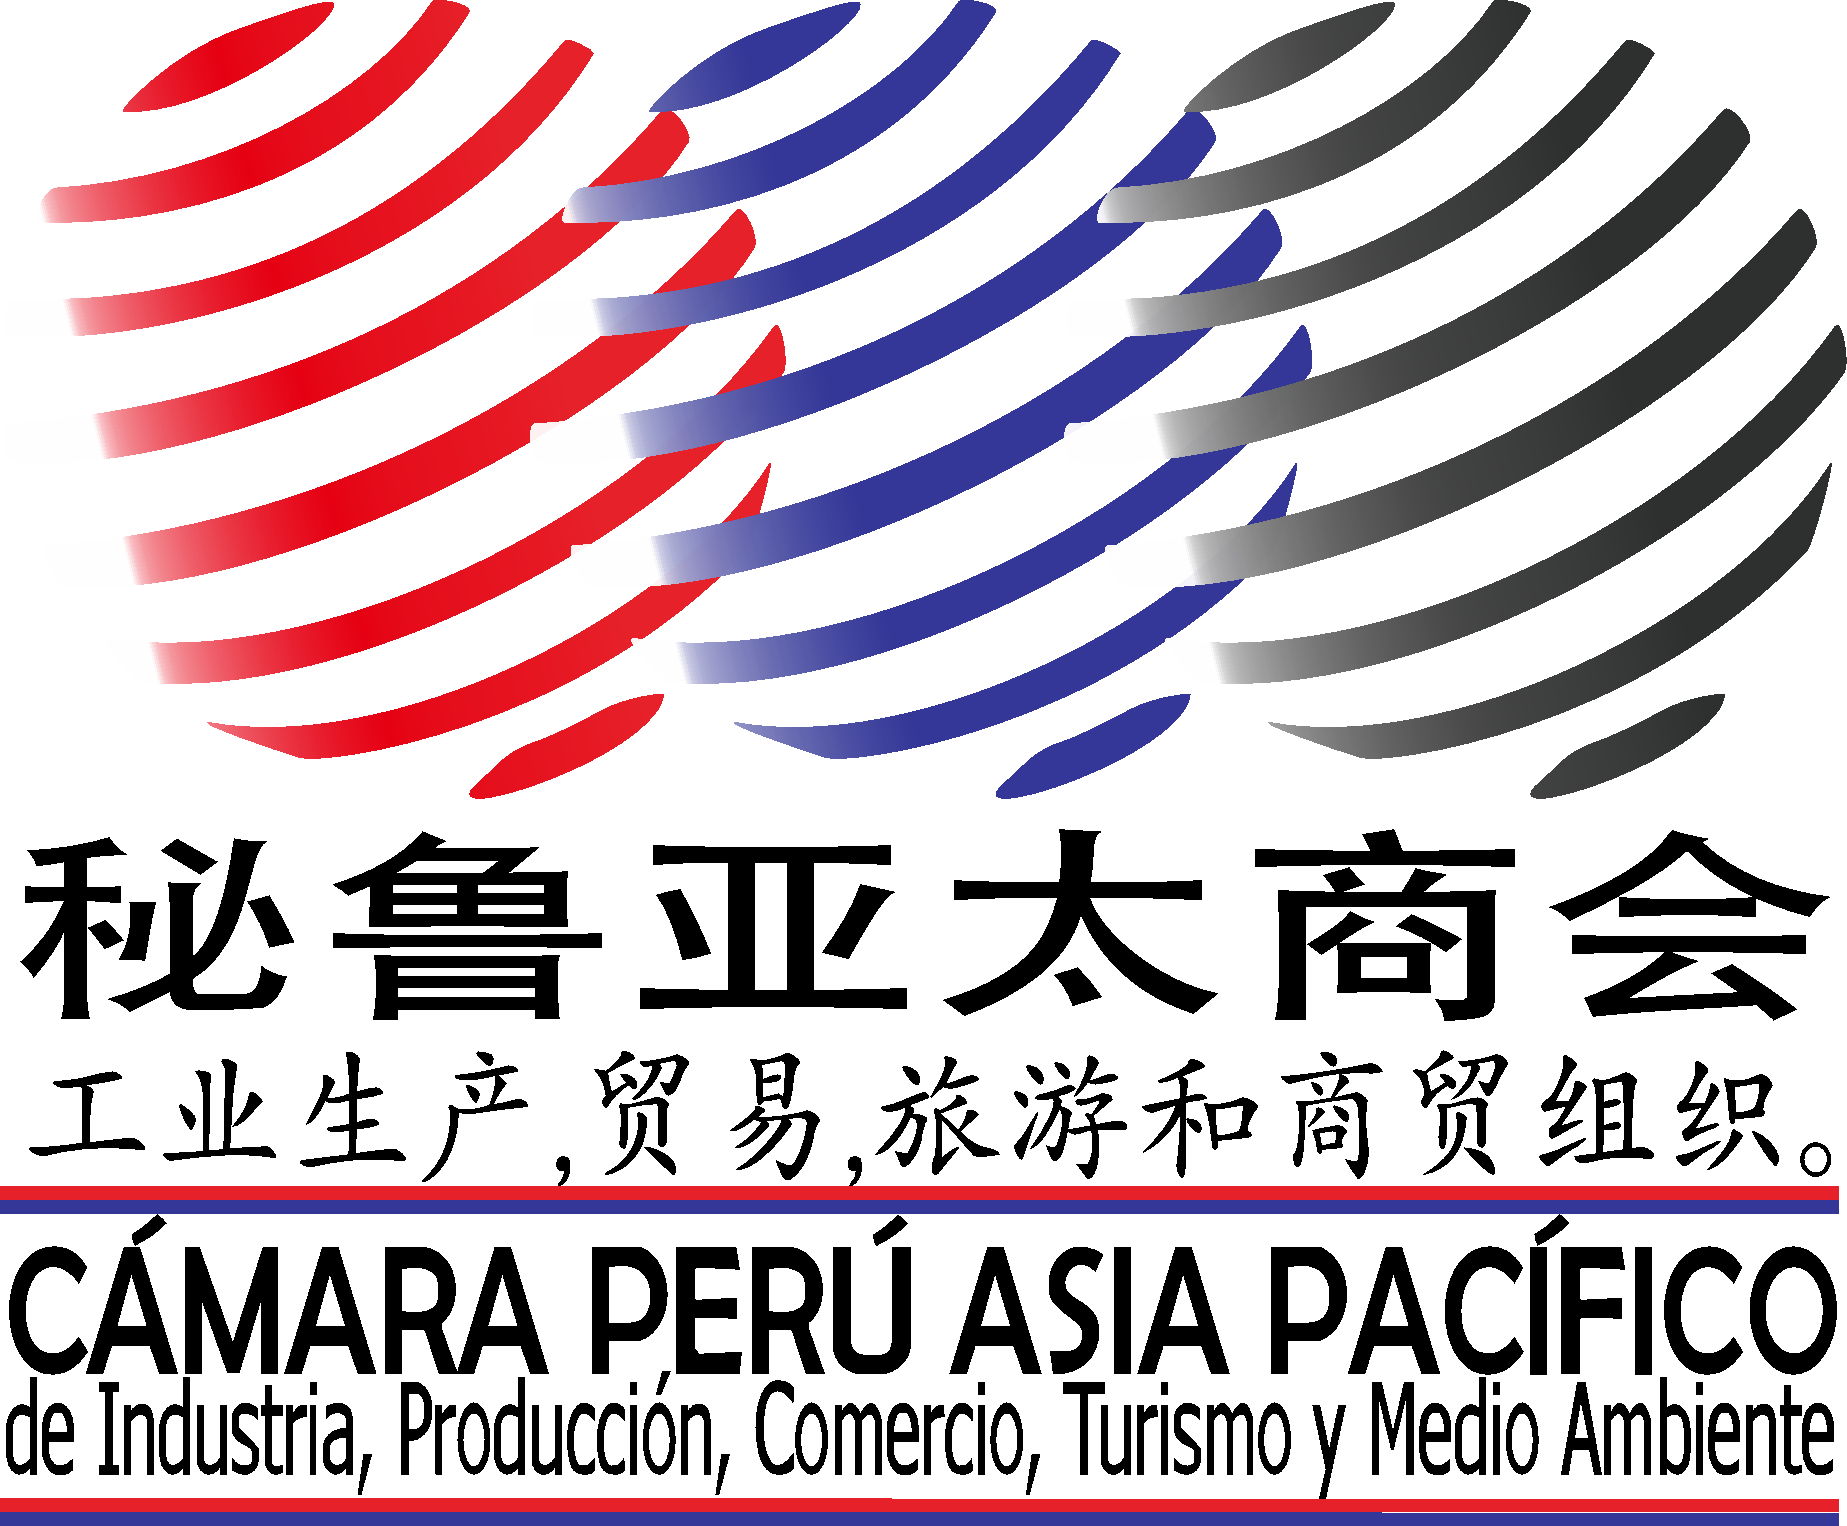 秘鲁亚太商会
工业生产,贸易,旅游和商贸组织。
CÁMARA PERÚ ASIA PACÍFICO
de Industria, Producción, Comercio, Turismo y Medio Ambiente